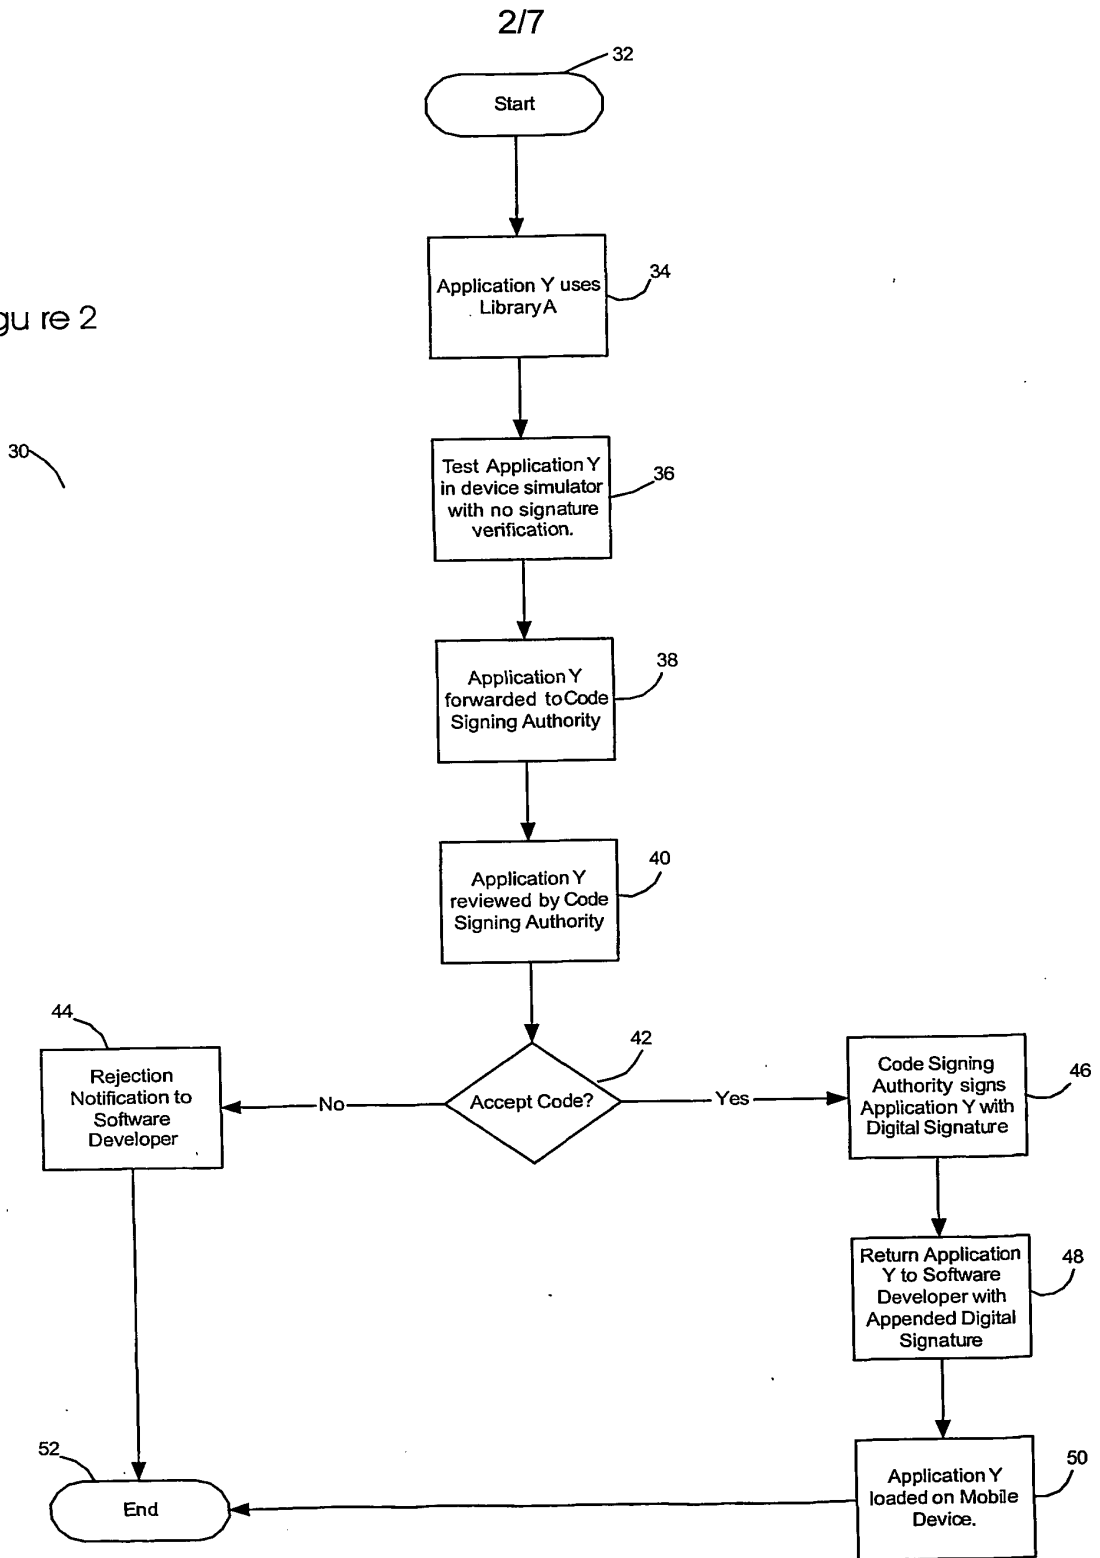 2/7
32
Start
Application Y uses
Library A
34
gu re 2
30
Test Application Y
in device simulator
with no signature
verification.
36
Application Y
forwarded to Code
Signing Authority
38
Application Y
reviewed by Code
Signing Authority
40
44
Rejection
Notification to
Software
Developer
No
Accept Code?
42
Yes
Code Signing
Authority signs
Application Y with
Digital Signature
46
Return Application
Y to Software
Developer with
Appended Digital
Signature
48
52
End
Application Y
loaded on Mobile
Device.
50